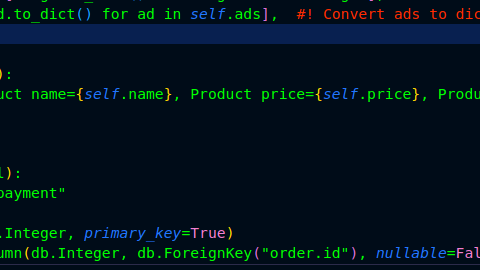 d.to_dict() for ad in self.ads],  #! Convert ads to dic
):
uct name={self.name}, Product price={self.price}, Produ
l):
payment"
.Integer, primary_key=True)
umn(db.Integer, db.ForeignKey("order.id"), nullable=Fal